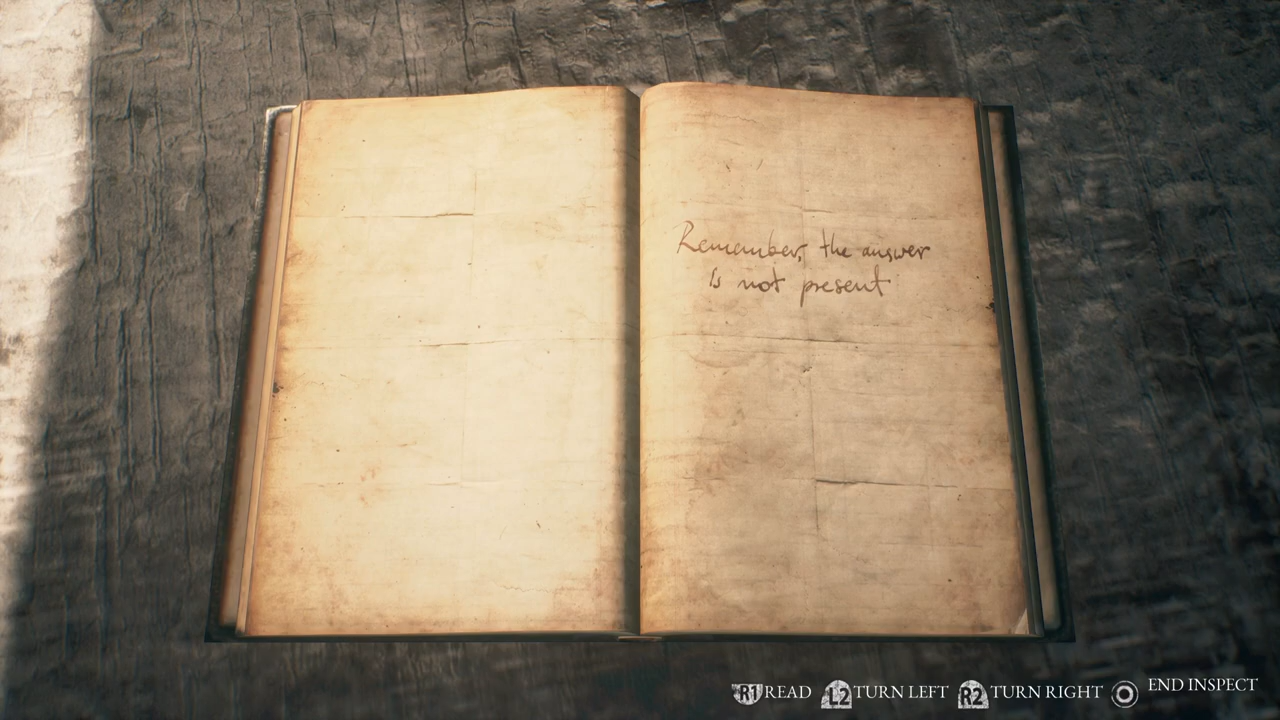 Remember, the answer
is not present
R1 READ L2 TURN LEFT R2 TURN RIGHT END INSPECT